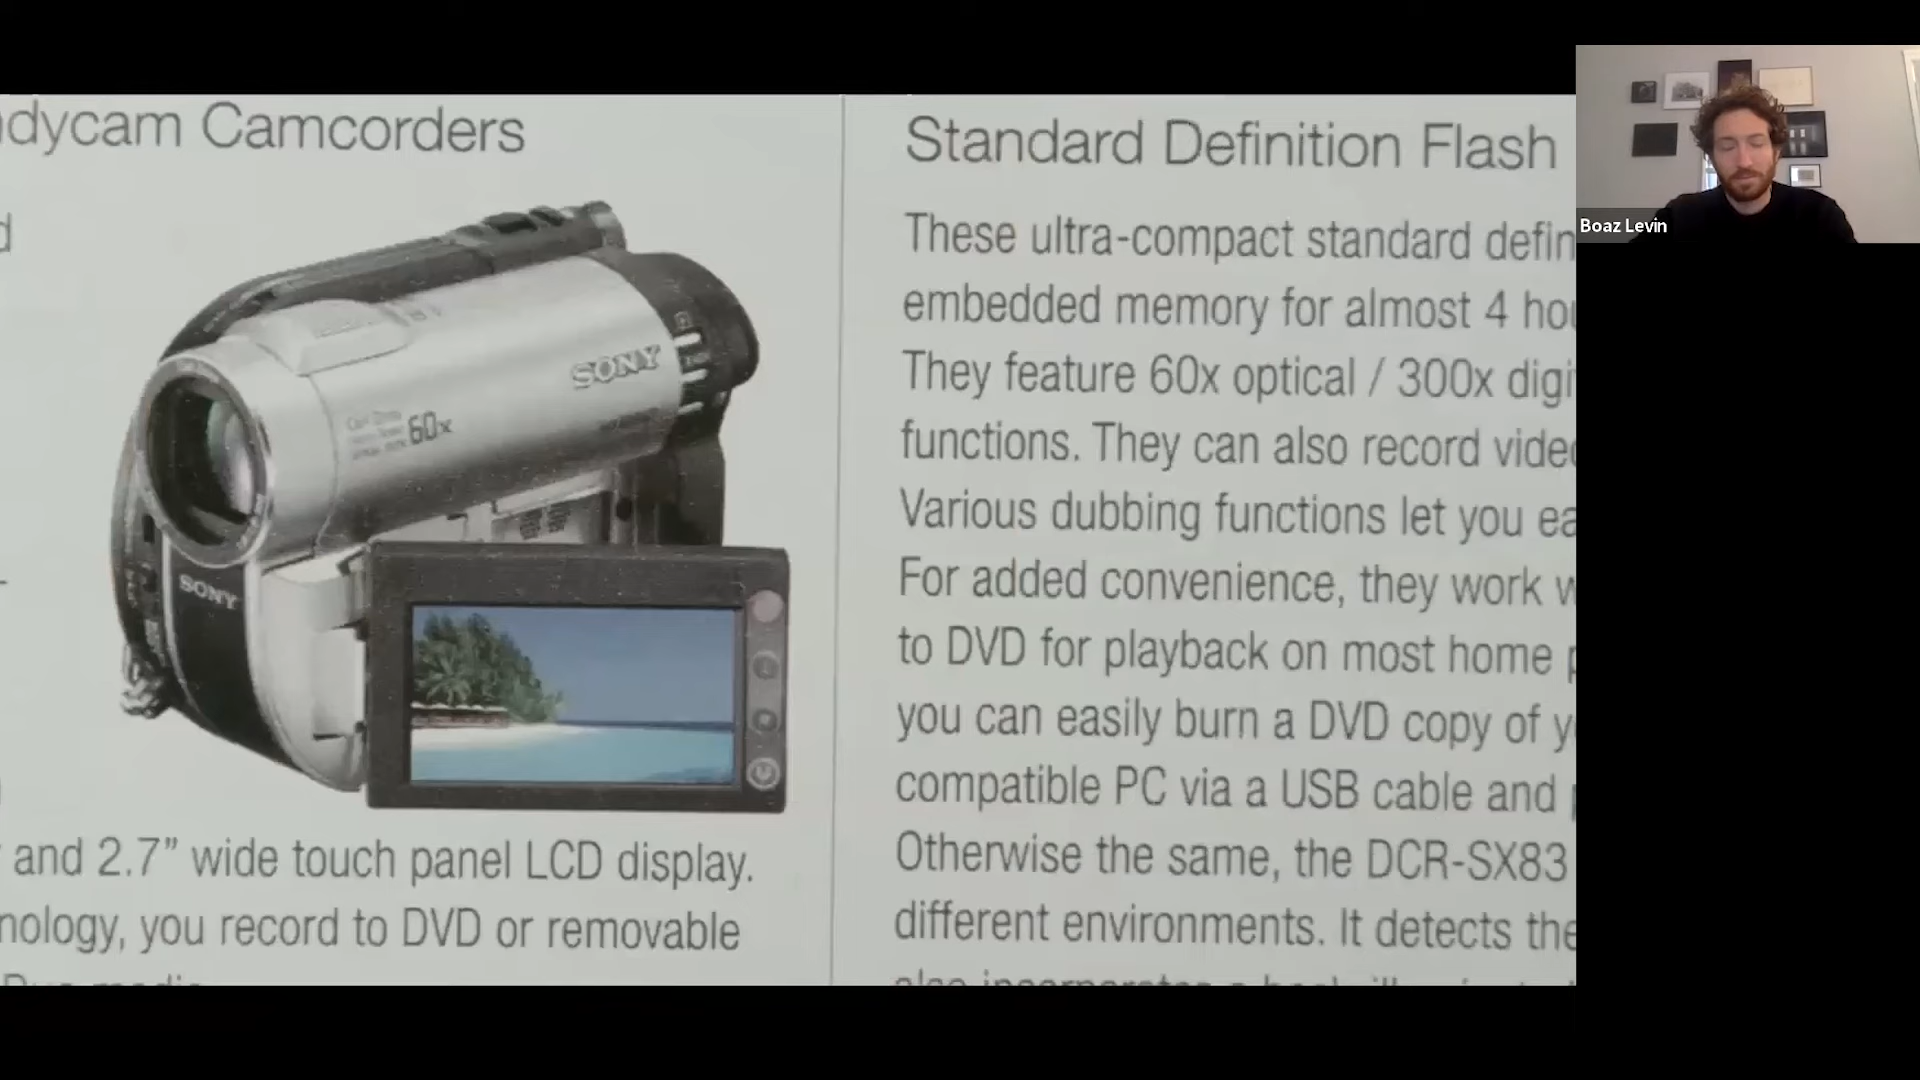 dycam Camcorders
SONY
60x
SONY
and 2.7” wide touch panel LCD display.
nology, you record to DVD or removable
Standard Definition Flash
These ultra-compact standard defin
embedded memory for almost 4 hou
They feature 60x optical / 300x digi
functions. They can also record vide
Various dubbing functions let you ea
For added convenience, they work w
to DVD for playback on most home p
you can easily burn a DVD copy of y
compatible PC via a USB cable and p
Otherwise the same, the DCR-SX83
different environments. It detects the
Boaz Levin